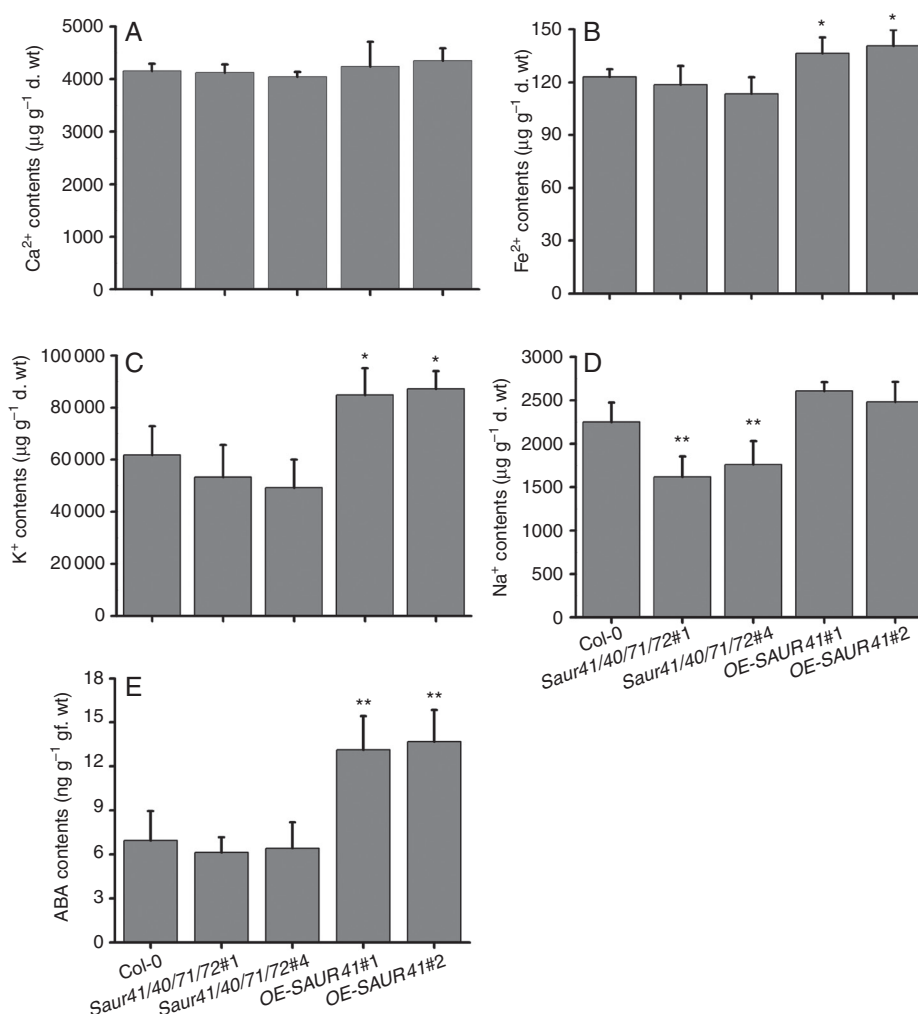 A
5000
4000
3000
4000
1000
0
Ca²⁺ contents (µg g⁻¹ d. wt)
B
150
120
90
60
30
0
Fe²⁺ contents (µg g⁻¹ d. wt)
* *
C
100 000
80 000
60 000
40 000
20 000
0
K⁺ contents (µg g⁻¹ d. wt)
* *
D
3000
2500
2000
1500
1000
500
0
Na⁺ contents (µg g⁻¹ d. wt)
** **
Col-0
Saur41/40/71/72#1
Saur41/40/71/72#4
OE-SAUR41#1
OE-SAUR41#2
E
18
15
12
9
6
3
0
ABA contents (ng g⁻¹ gf. wt)
** **
Col-0
Saur41/40/71/72#1
Saur41/40/71/72#4
OE-SAUR41#1
OE-SAUR41#2